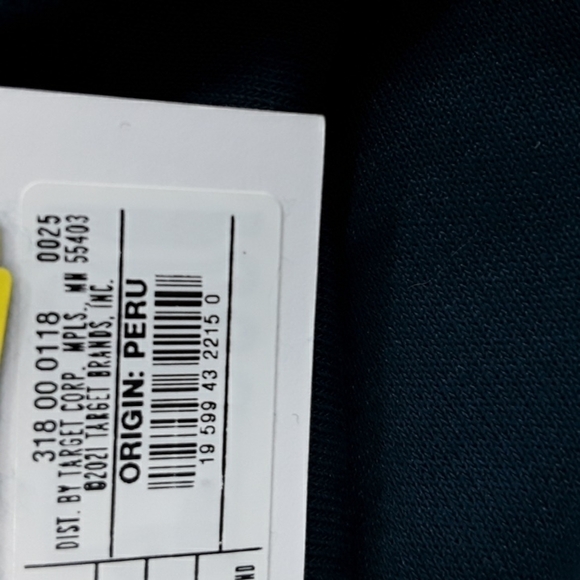 318 00 0118 0025
DIST. BY TARGET CORP. MPLS., MN 55403
©2021 TARGET BRANDS, INC.
ORIGIN: PERU
19 599 43 2215 0